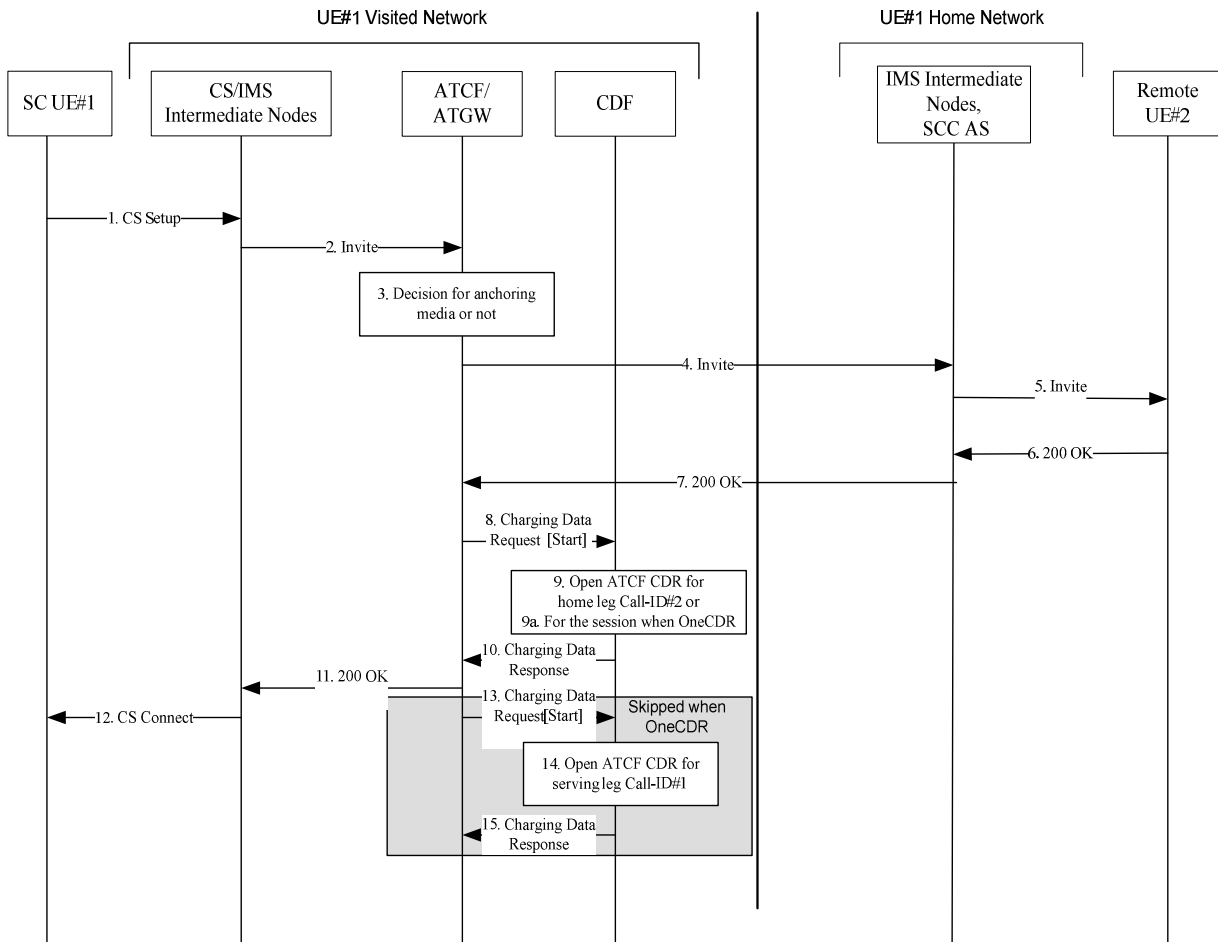 UE#1 Visited Network
UE#1 Home Network
SC UE#1
CS/IMS
Intermediate Nodes
ATCF/
ATGW
CDF
IMS Intermediate
Nodes,
SCC AS
Remote
UE#2
1. CS Setup
2. Invite
3. Decision for anchoring
media or not
4. Invite
5. Invite
6. 200 OK
7. 200 OK
8. Charging Data
Request [Start]
9. Open ATCF CDR for
home leg Call-ID#2 or
9a. For the session when OneCDR
10. Charging Data
Response
11. 200 OK
12. CS Connect
13. Charging Data
Request[Start]
Skipped when
OneCDR
14. Open ATCF CDR for
serving leg Call-ID#1
15. Charging Data
Response